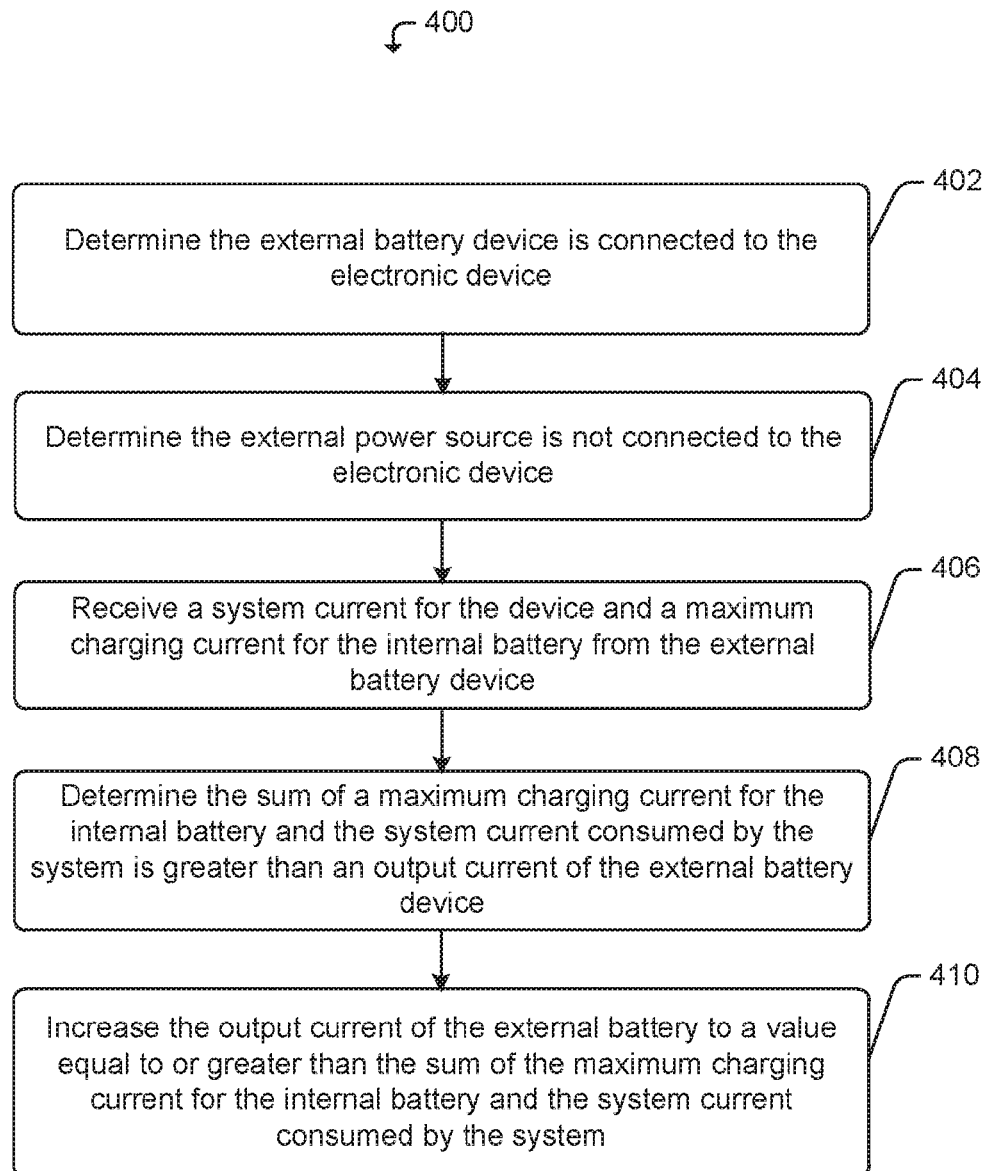 400
402
Determine the external battery device is connected to the
electronic device
404
Determine the external power source is not connected to the
electronic device
406
Receive a system current for the device and a maximum
charging current for the internal battery from the external
battery device
408
Determine the sum of a maximum charging current for the
internal battery and the system current consumed by the
system is greater than an output current of the external battery
device
410
Increase the output current of the external battery to a value
equal to or greater than the sum of the maximum charging
current for the internal battery and the system current
consumed by the system